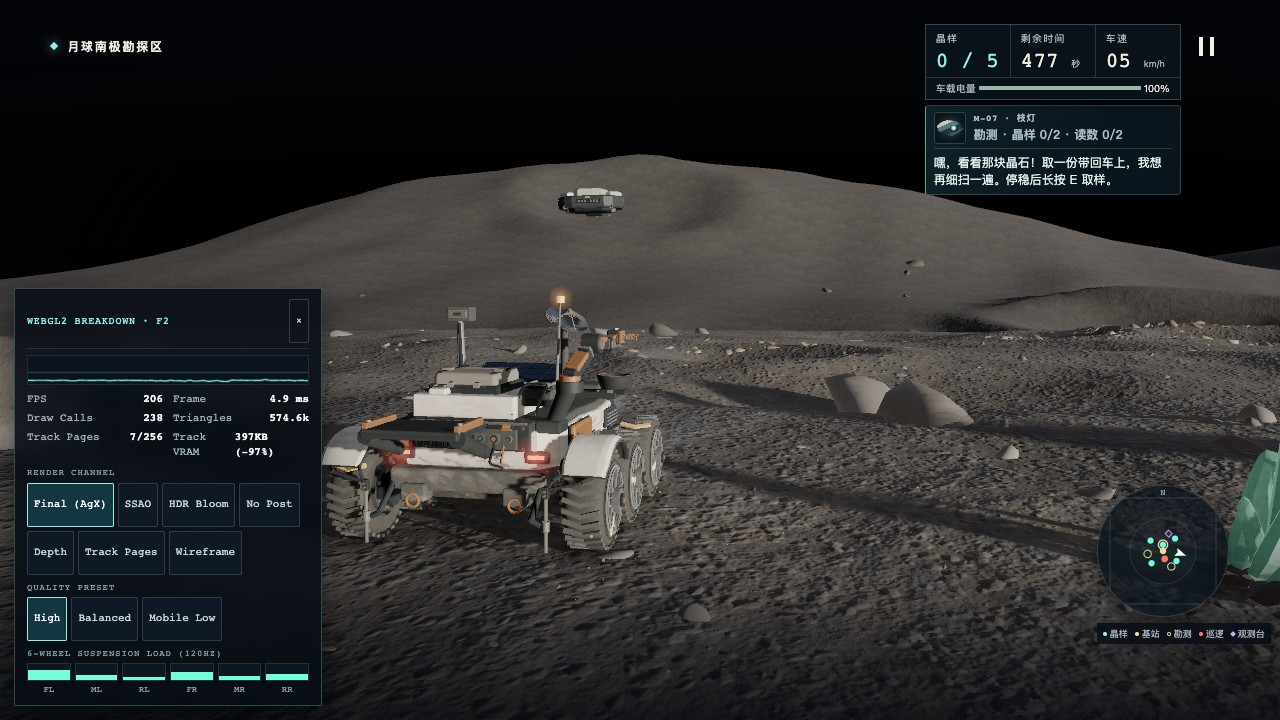 月球南极勘探区
晶样 剩余时间 车速
0 / 5 477 秒 05 km/h
车载电量 100%
M-07 · 枝灯
勘测 · 晶样 0/2 · 读数 0/2
嘿，看看那块晶石！取一份带回车上，我想
再细扫一遍。停稳后长按 E 取样。
WEBGL2 BREAKDOWN · F2 ×
FPS 206 Frame 4.9 ms
Draw Calls 238 Triangles 574.6k
Track Pages 7/256 Track VRAM 397KB (-97%)
RENDER CHANNEL
Final (AgX) SSAO HDR Bloom No Post
Depth Track Pages Wireframe
QUALITY PRESET
High Balanced Mobile Low
6-WHEEL SUSPENSION LOAD (120HZ)
FL ML RL FR MR RR
N
晶样 基站 勘测 巡逻 观测台